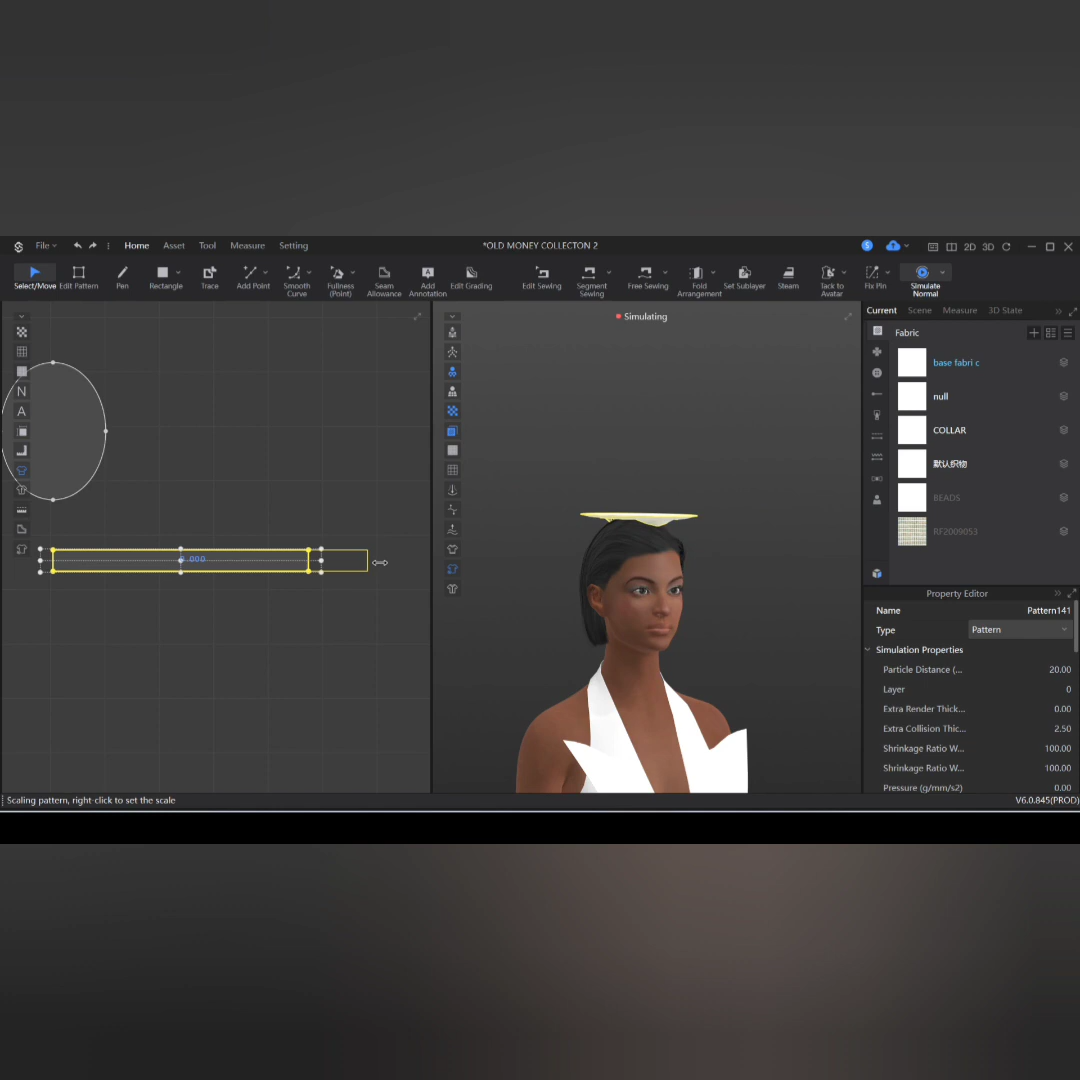 File Home Asset Tool Measure Setting *OLD MONEY COLLECTON 2 S 2D 3D
Select/Move Edit Pattern Pen Rectangle Trace Add Point Smooth Curve Fullness (Point) Seam Allowance Add Annotation Edit Grading Edit Sewing Segment Sewing Free Sewing Fold Arrangement Set Sublayer Steam Tack to Avatar Fix Pin Simulate Normal
Simulating
Current Scene Measure 3D State
Fabric
base fabri c
null
N
A
COLLAR
默认织物
BEADS
RF2009053
Property Editor
Name Pattern141
Type Pattern
Simulation Properties
Particle Distance (... 20.00
Layer 0
Extra Render Thick... 0.00
Extra Collision Thic... 2.50
Shrinkage Ratio W... 100.00
Shrinkage Ratio W... 100.00
Pressure (g/mm/s2) 0.00
Scaling pattern, right-click to set the scale V6.0.845(PROD)